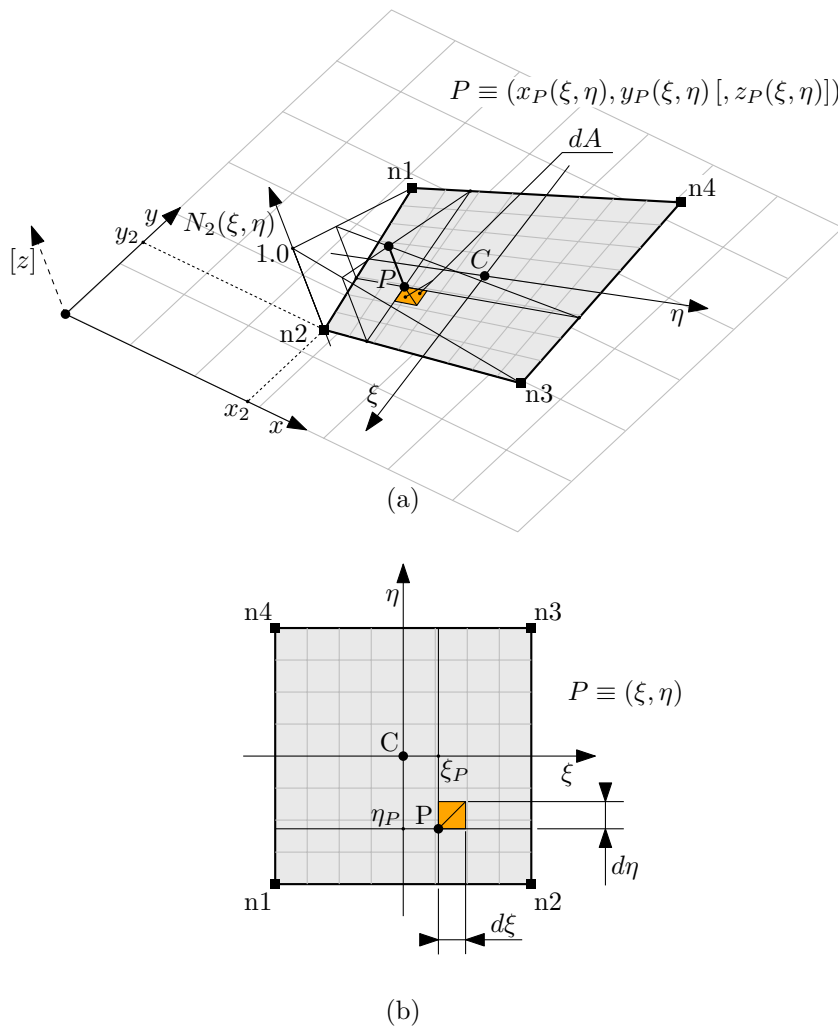 P ≡ (x_P(ξ, η), y_P(ξ, η) [, z_P(ξ, η)])
dA
n1
n4
y
N_2(ξ, η)
y_2
1.0
[z]
C
P
η
n2
ξ
n3
x_2
x
(a)
η
n4
n3
P ≡ (ξ, η)
C
ξ_P
ξ
η_P
P
dη
n1
n2
dξ
(b)